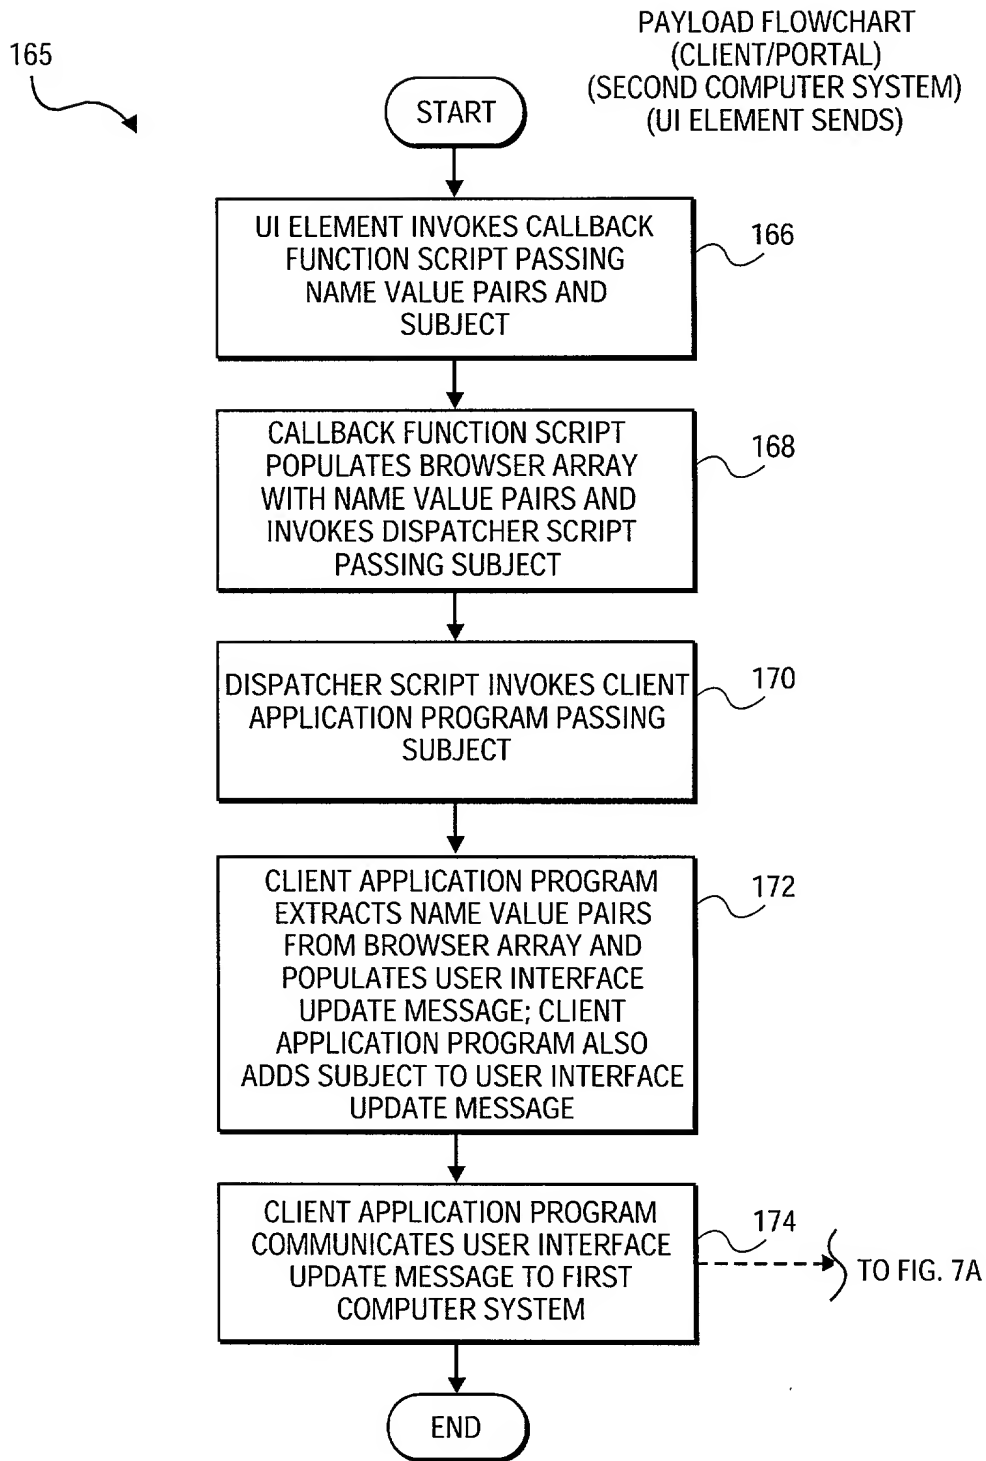 PAYLOAD FLOWCHART
(CLIENT/PORTAL)
(SECOND COMPUTER SYSTEM)
(UI ELEMENT SENDS)
165
START
UI ELEMENT INVOKES CALLBACK
FUNCTION SCRIPT PASSING
NAME VALUE PAIRS AND
SUBJECT
166
CALLBACK FUNCTION SCRIPT
POPULATES BROWSER ARRAY
WITH NAME VALUE PAIRS AND
INVOKES DISPATCHER SCRIPT
PASSING SUBJECT
168
DISPATCHER SCRIPT INVOKES CLIENT
APPLICATION PROGRAM PASSING
SUBJECT
170
CLIENT APPLICATION PROGRAM
EXTRACTS NAME VALUE PAIRS
FROM BROWSER ARRAY AND
POPULATES USER INTERFACE
UPDATE MESSAGE; CLIENT
APPLICATION PROGRAM ALSO
ADDS SUBJECT TO USER INTERFACE
UPDATE MESSAGE
172
CLIENT APPLICATION PROGRAM
COMMUNICATES USER INTERFACE
UPDATE MESSAGE TO FIRST
COMPUTER SYSTEM
174
TO FIG. 7A
END